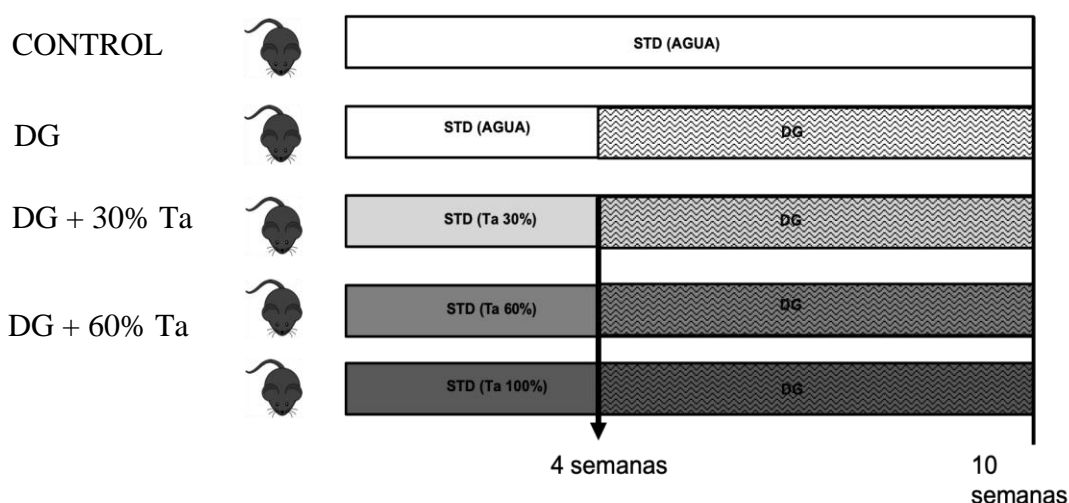 CONTROL
STD (AGUA)
DG
STD (AGUA)
DG
DG + 30% Ta
STD (Ta 30%)
DG
DG + 60% Ta
STD (Ta 60%)
DG
STD (Ta 100%)
DG
4 semanas
10
semanas